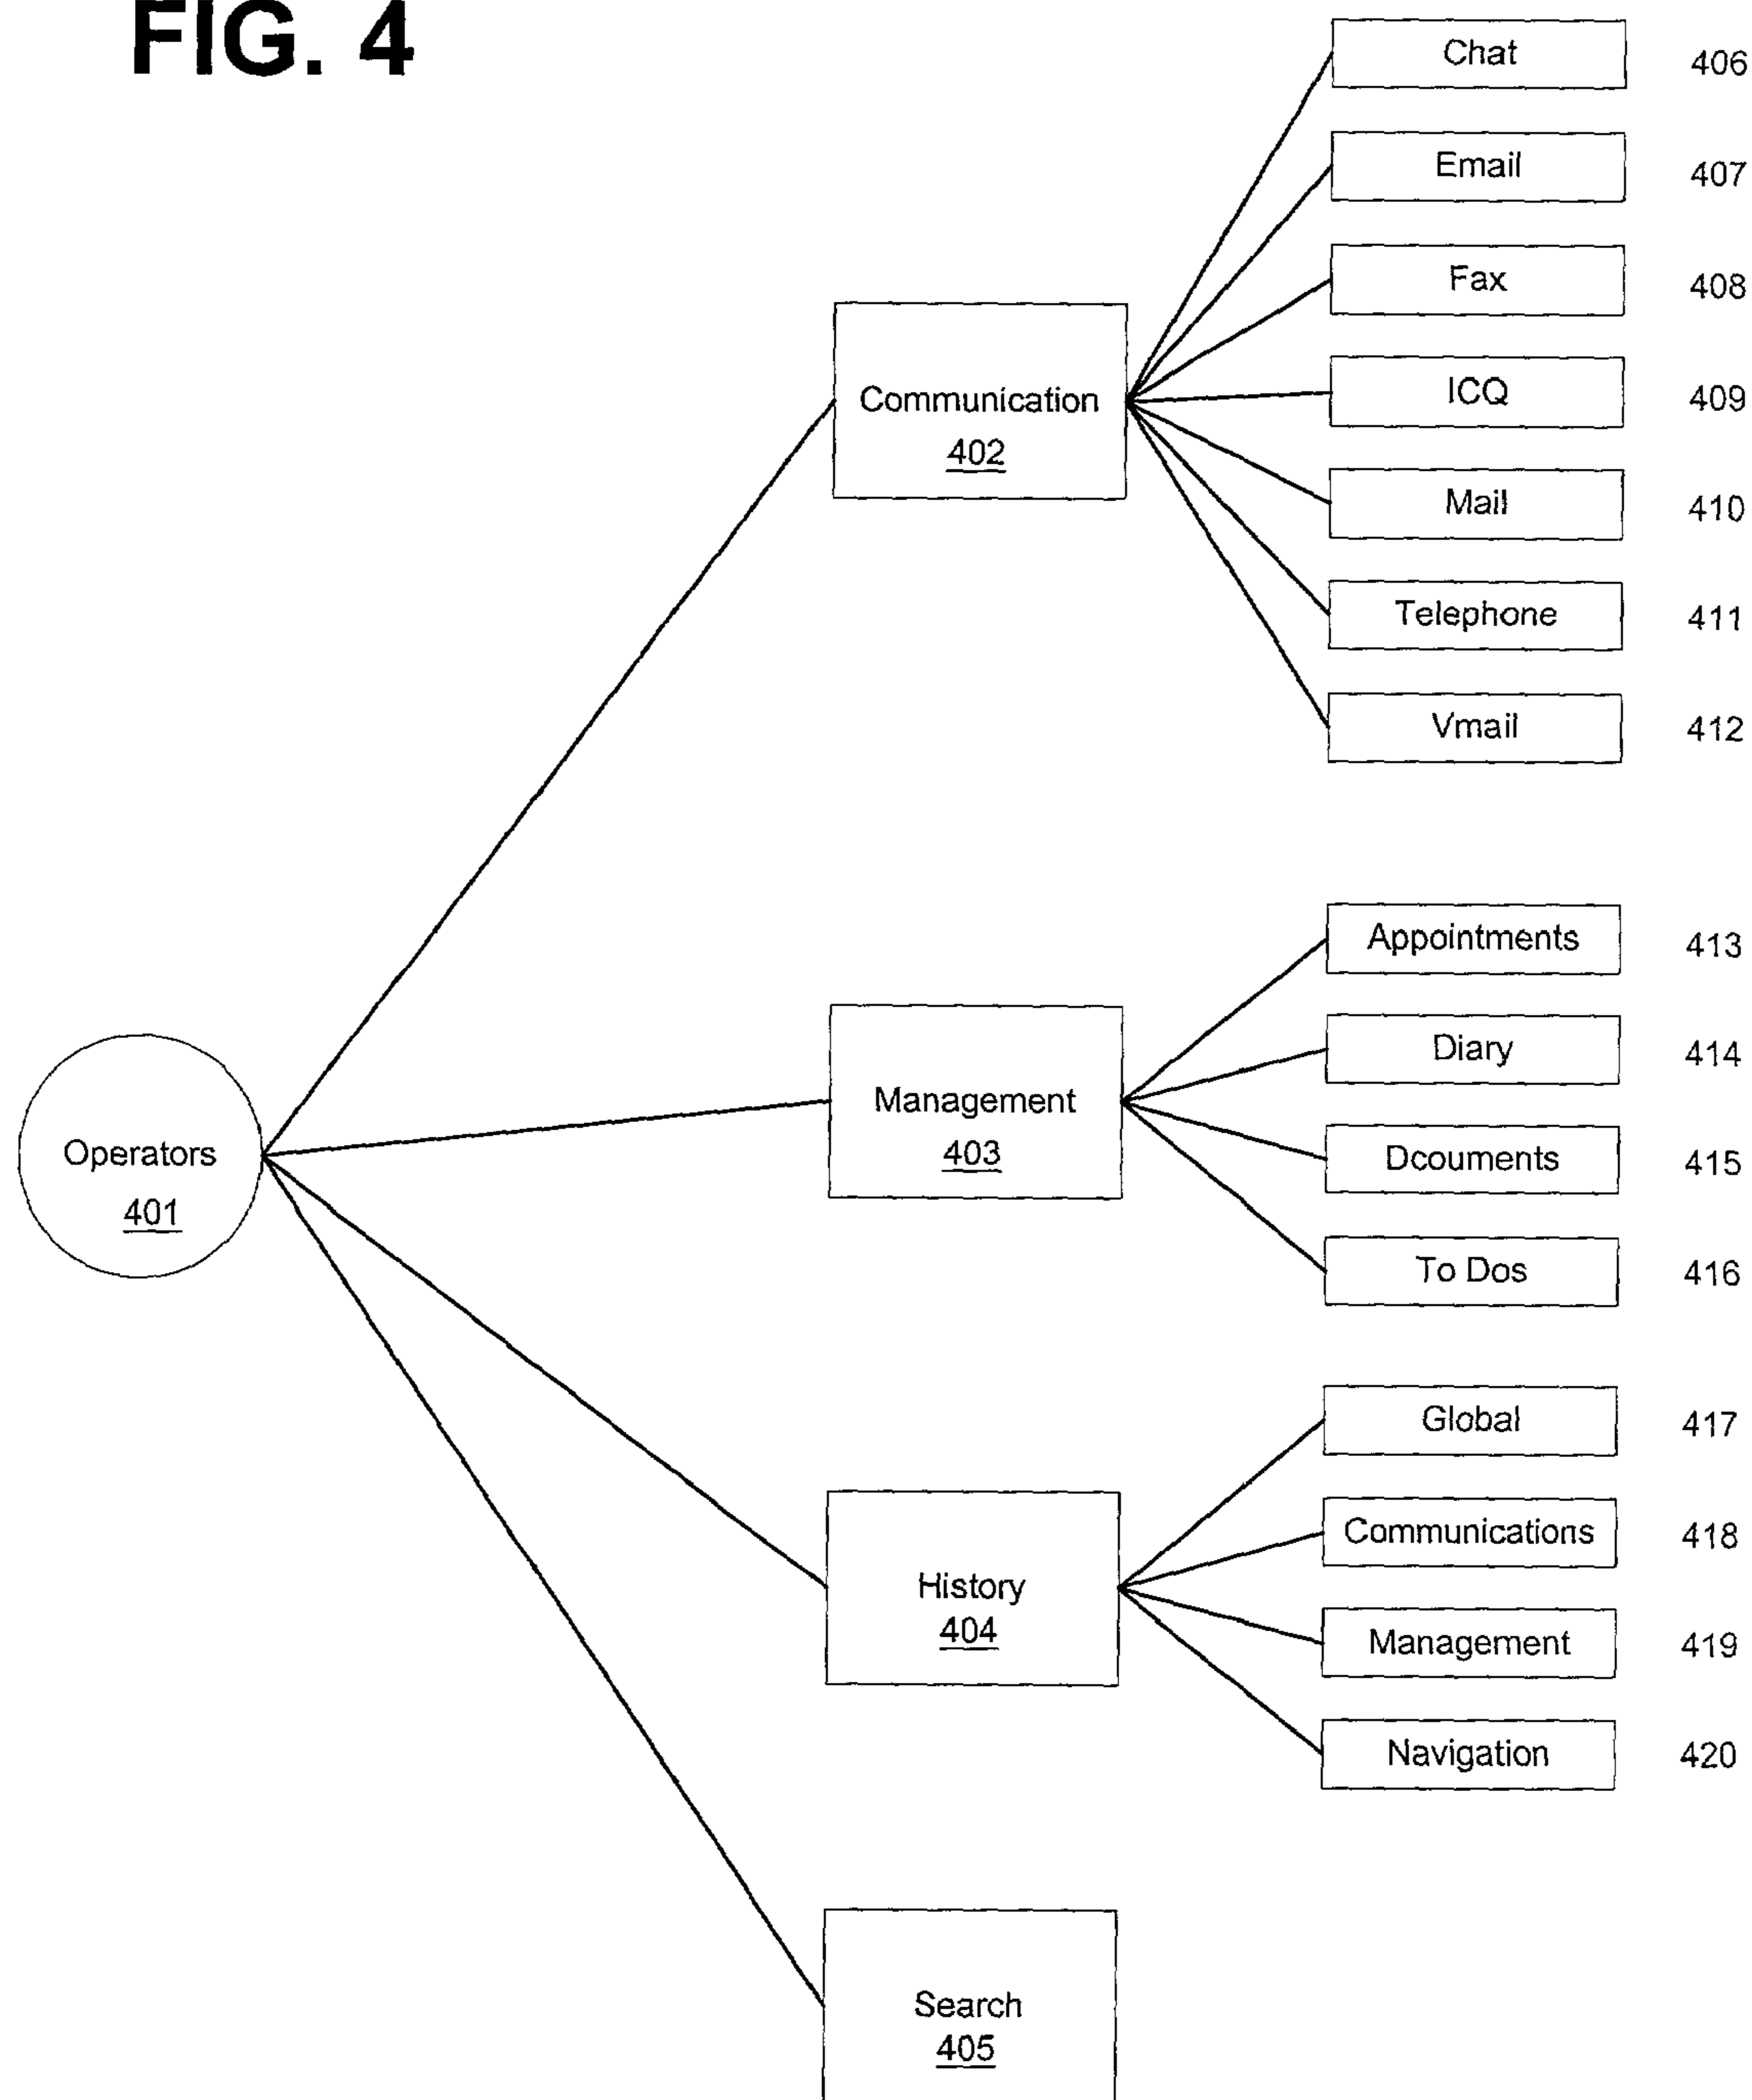 FIG. 4
Chat 406
Email 407
Fax 408
Communication
402
ICQ 409
Mail 410
Telephone 411
Vmail 412
Operators
401
Management
403
Appointments 413
Diary 414
Dcouments 415
To Dos 416
History
404
Global 417
Communications 418
Management 419
Navigation 420
Search
405